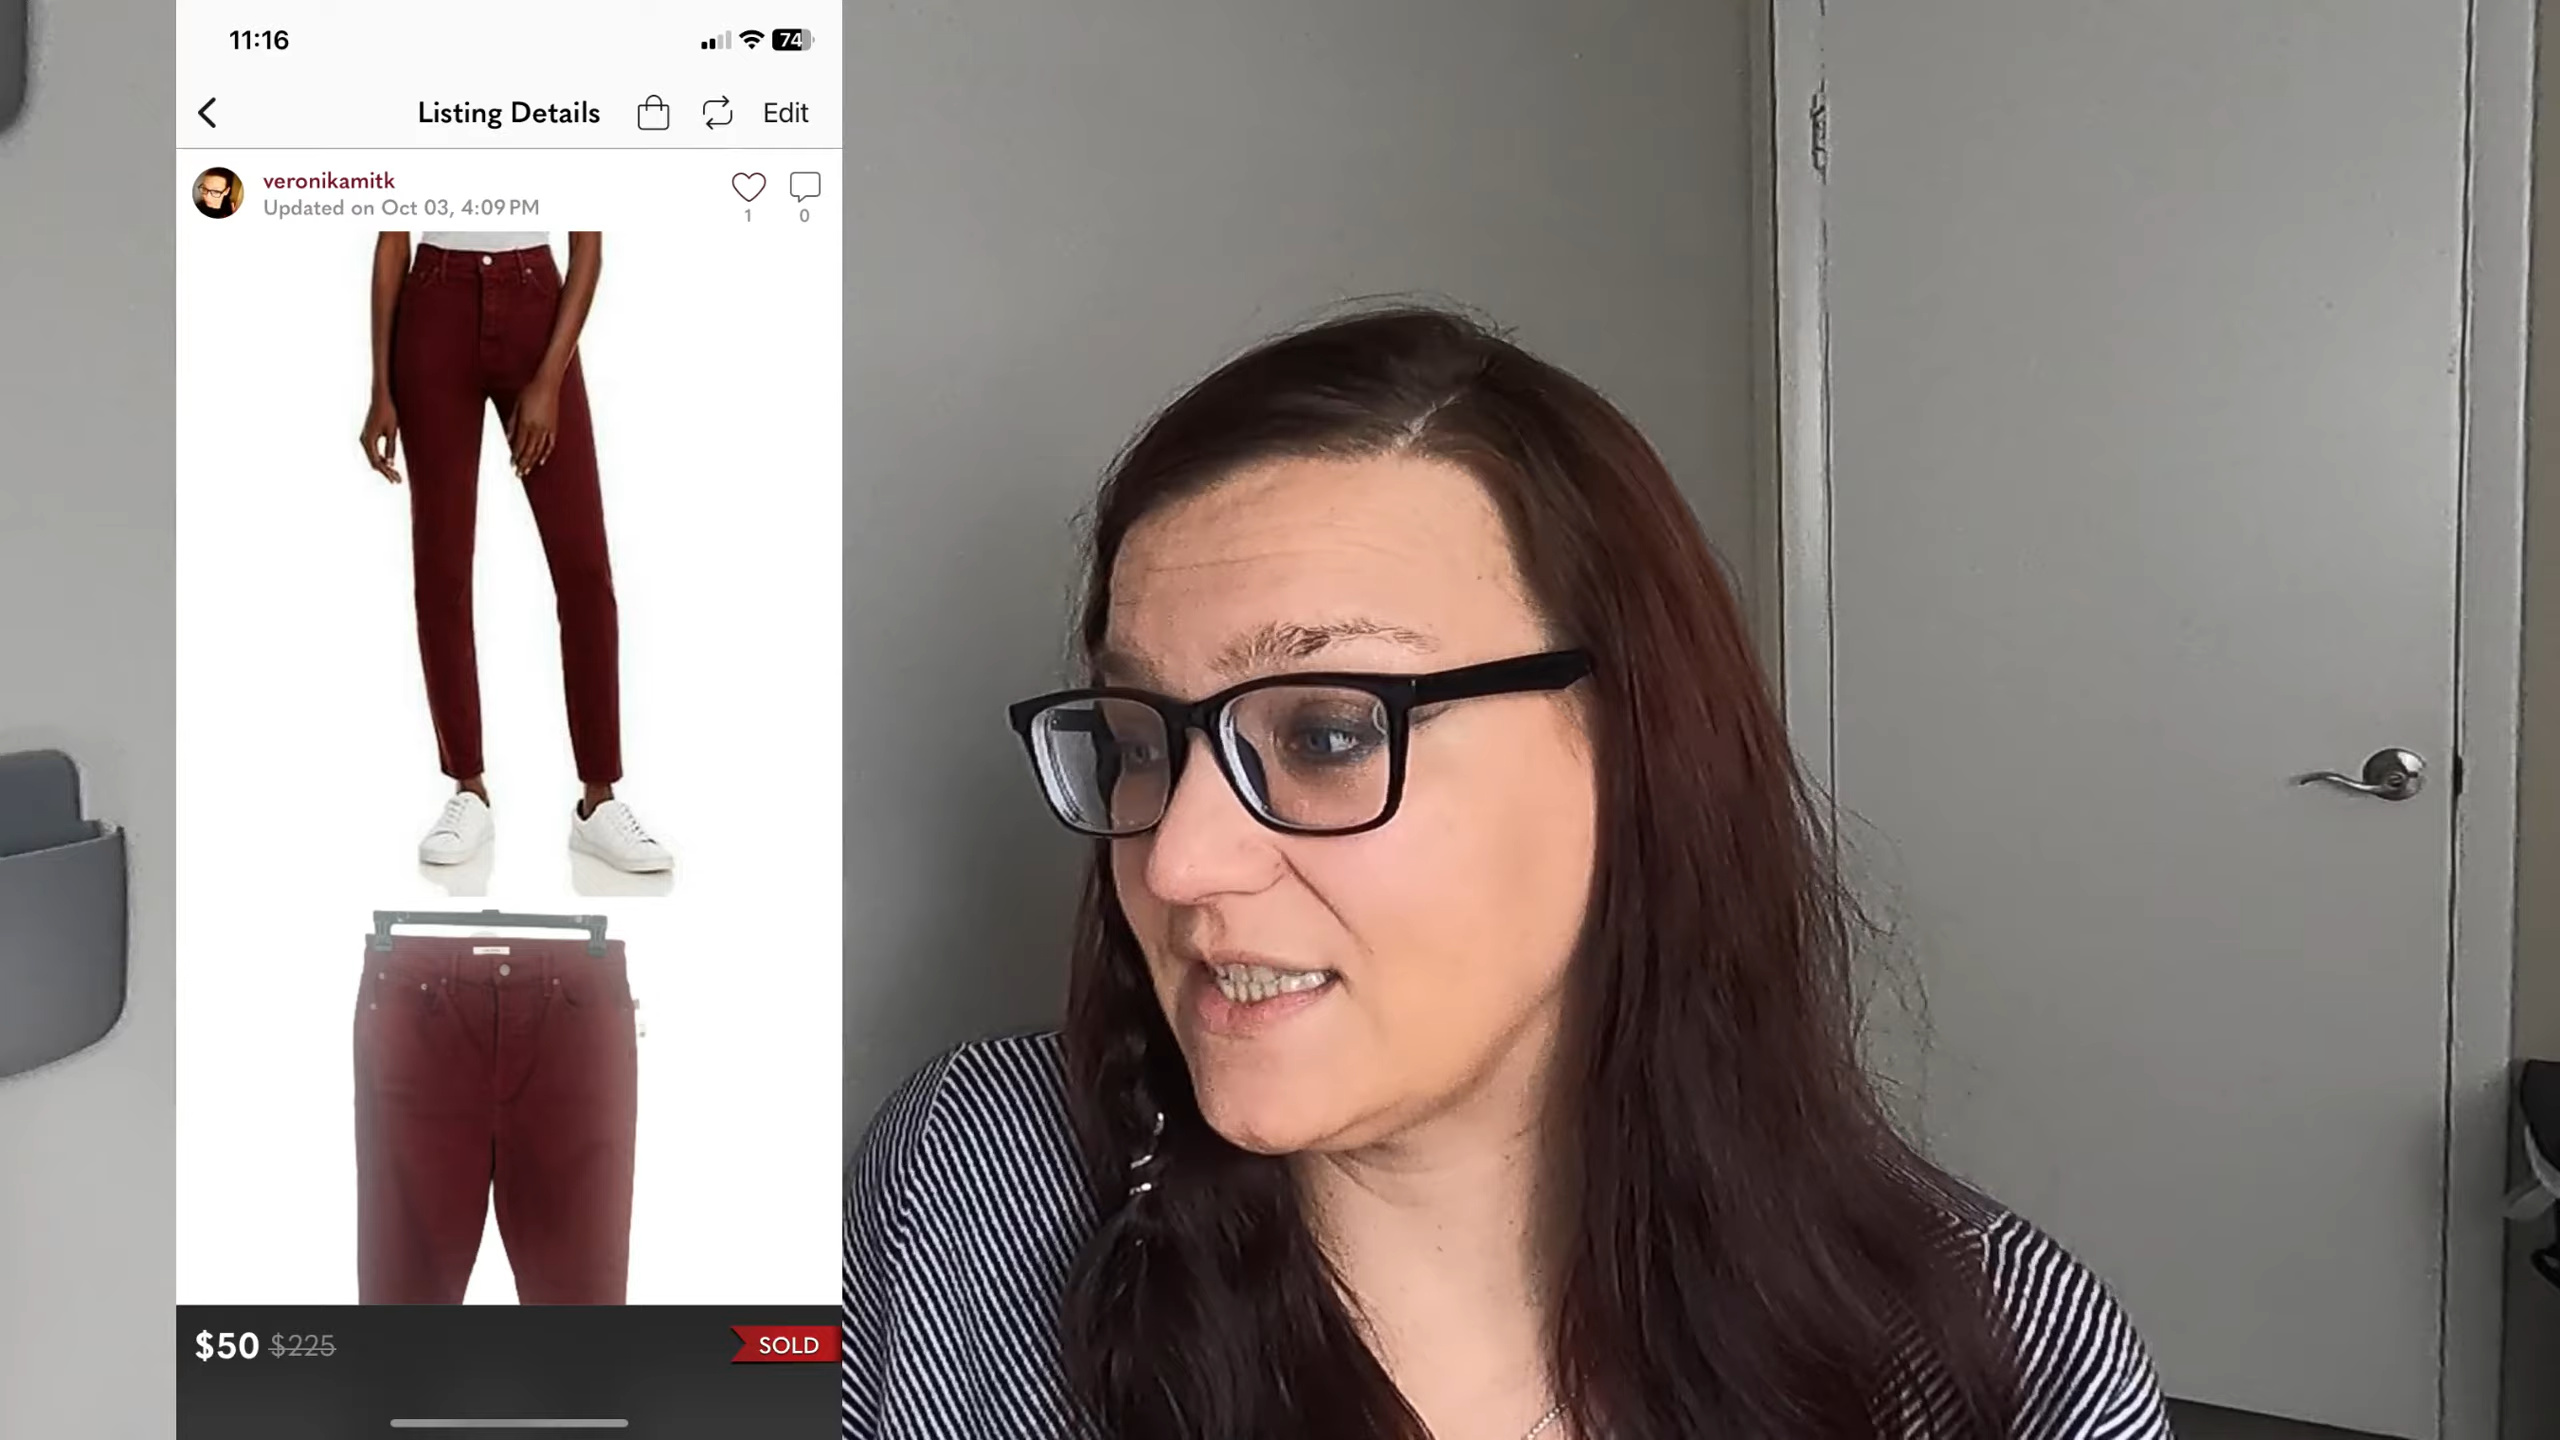 11:16
74
Listing Details
Edit
veronikamitk
Updated on Oct 03, 4:09 PM
1
0
$50 $225
SOLD